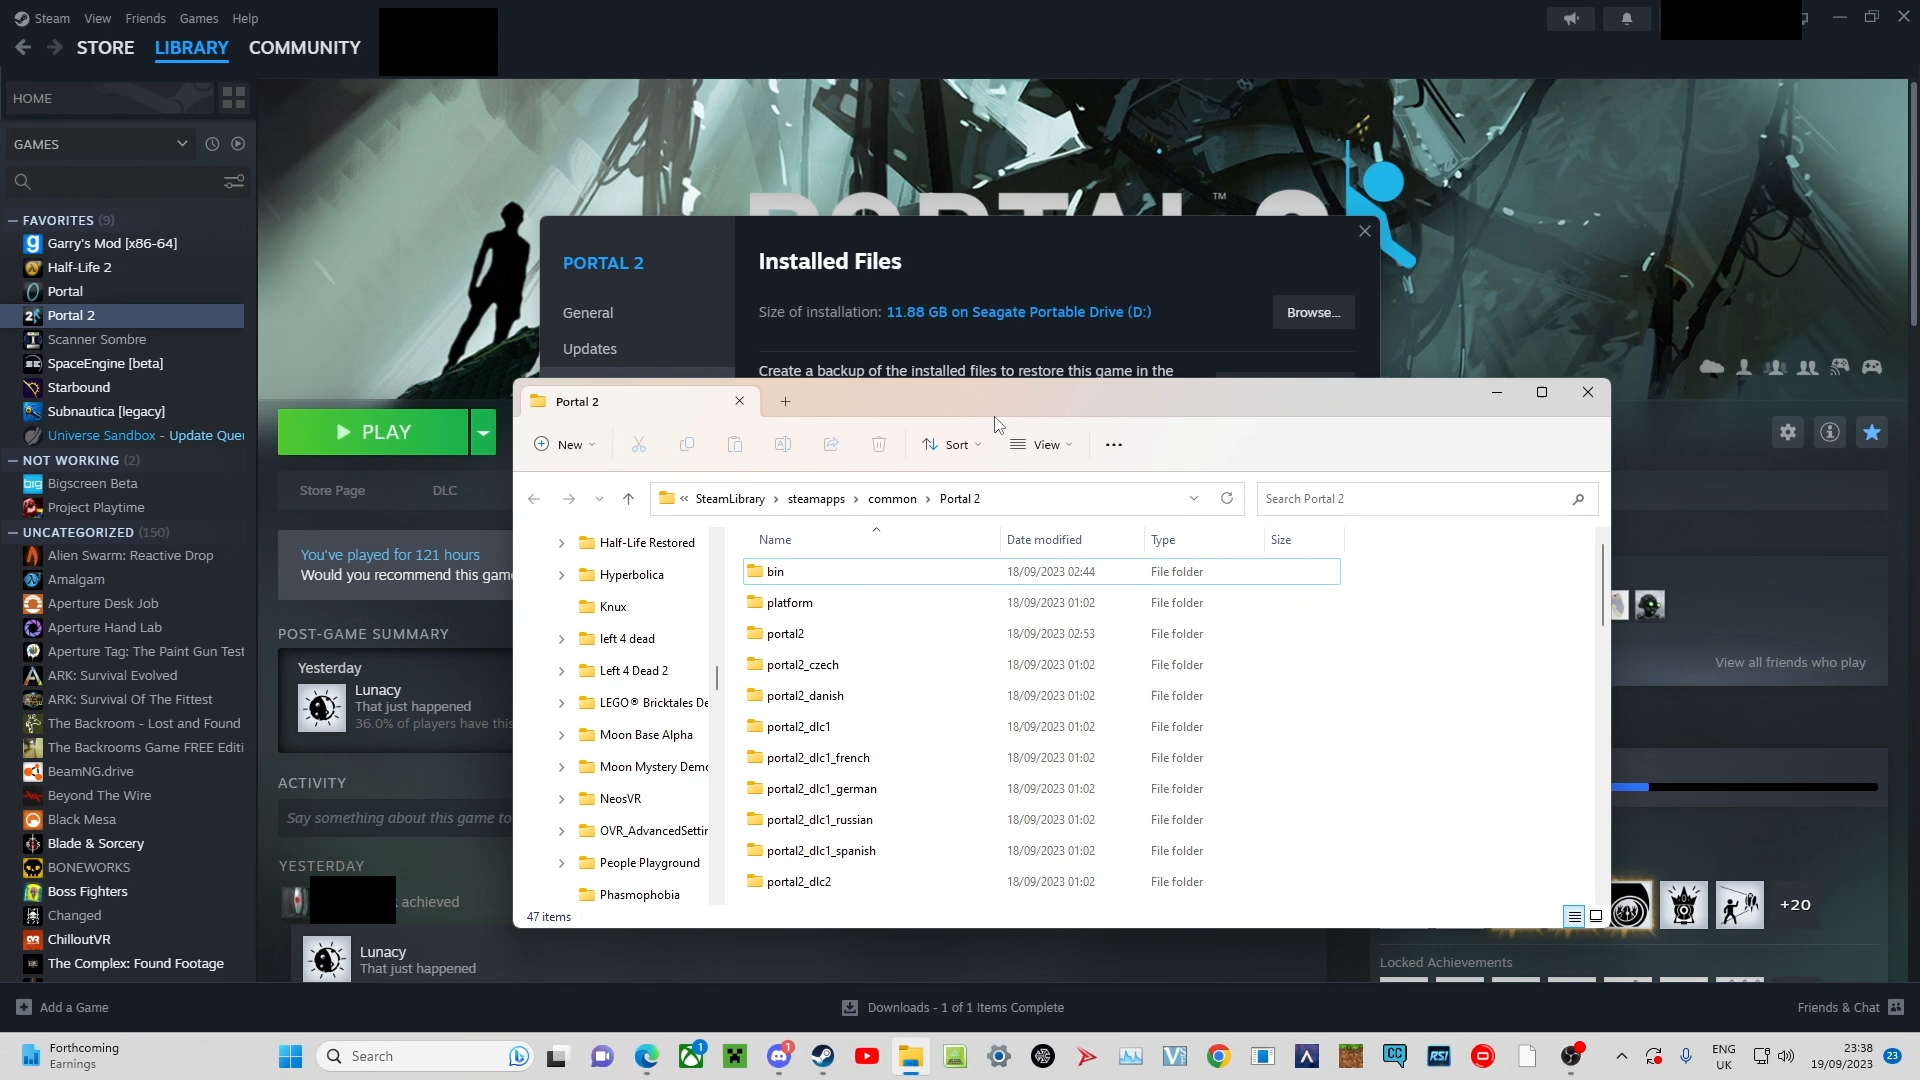 Steam View Friends Games Help
STORE LIBRARY COMMUNITY
HOME
GAMES
FAVORITES (9)
Garry's Mod [x86-64]
Half-Life 2
Portal
Portal 2
Scanner Sombre
SpaceEngine [beta]
Starbound
Subnautica [legacy]
Universe Sandbox - Update Que
NOT WORKING (2)
Bigscreen Beta
Project Playtime
UNCATEGORIZED (150)
Alien Swarm: Reactive Drop
Amalgam
Aperture Desk Job
Aperture Hand Lab
Aperture Tag: The Paint Gun Test
ARK: Survival Evolved
ARK: Survival Of The Fittest
The Backroom - Lost and Found
The Backrooms Game FREE Editi
BeamNG.drive
Beyond The Wire
Black Mesa
Blade & Sorcery
BONEWORKS
Boss Fighters
Changed
ChilloutVR
The Complex: Found Footage
PORTAL 2
™
PORTAL 2
General
Updates
Installed Files
Size of installation: 11.88 GB on Seagate Portable Drive (D:)
Browse...
Create a backup of the installed files to restore this game in the
PLAY
Store Page DLC
You've played for 121 hours
Would you recommend this gam
POST-GAME SUMMARY
Yesterday
Lunacy
That just happened
36.0% of players have this
ACTIVITY
Say something about this game to
YESTERDAY
achieved
Lunacy
That just happened
Portal 2
New Sort View
« SteamLibrary › steamapps › common › Portal 2
Search Portal 2
Half-Life Restored
Hyperbolica
Knux
left 4 dead
Left 4 Dead 2
LEGO® Bricktales De
Moon Base Alpha
Moon Mystery Demo
NeosVR
OVR_AdvancedSettin
People Playground
Phasmophobia
Name Date modified Type Size
bin 18/09/2023 02:44 File folder
platform 18/09/2023 01:02 File folder
portal2 18/09/2023 02:53 File folder
portal2_czech 18/09/2023 01:02 File folder
portal2_danish 18/09/2023 01:02 File folder
portal2_dlc1 18/09/2023 01:02 File folder
portal2_dlc1_french 18/09/2023 01:02 File folder
portal2_dlc1_german 18/09/2023 01:02 File folder
portal2_dlc1_russian 18/09/2023 01:02 File folder
portal2_dlc1_spanish 18/09/2023 01:02 File folder
portal2_dlc2 18/09/2023 01:02 File folder
47 items
View all friends who play
+20
Locked Achievements
Add a Game
Downloads - 1 of 1 Items Complete
Friends & Chat
Forthcoming
Earnings
Search
1
1
CC
RSI
ENG
UK
23:38
19/09/2023
23